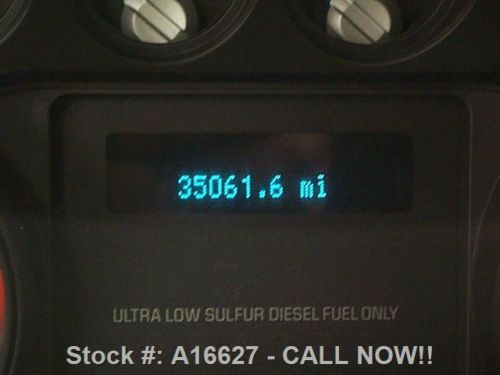 35061.6 mi
ULTRA LOW SULFUR DIESEL FUEL ONLY
Stock #: A16627 - CALL NOW!!